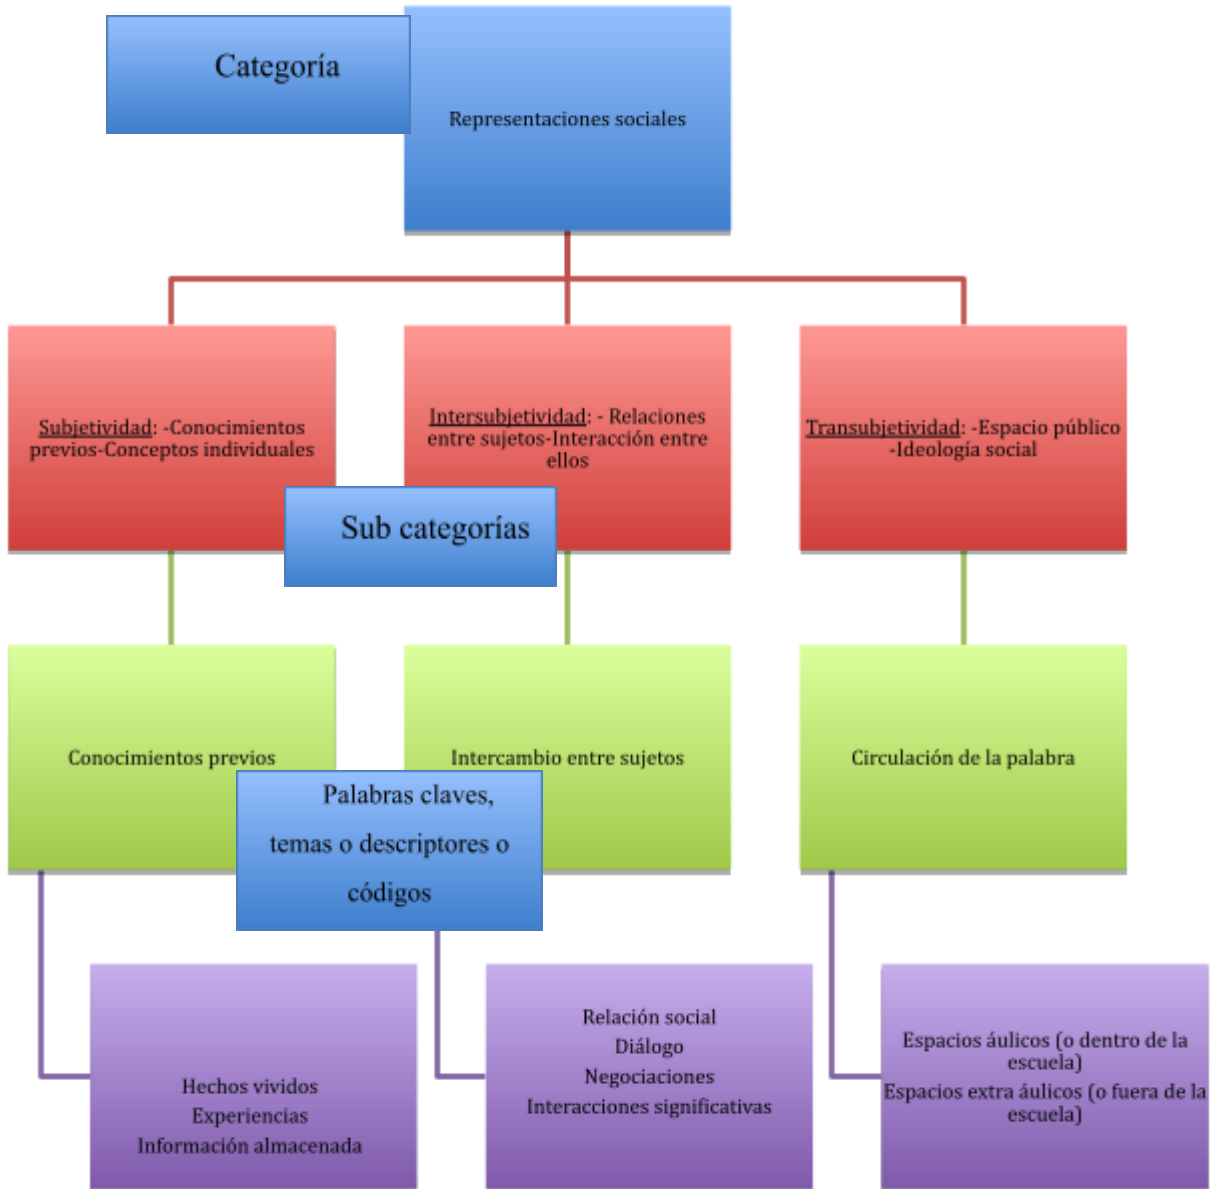 Categoría
Representaciones sociales
Subjetividad: -Conocimientos
previos-Conceptos individuales
Intersubjetividad: - Relaciones
entre sujetos-Interacción entre
ellos
Transubjetividad: -Espacio público
-Ideología social
Sub categorías
Conocimientos previos
Intercambio entre sujetos
Circulación de la palabra
Palabras claves,
temas o descriptores o
códigos
Hechos vividos
Experiencias
Información almacenada
Relación social
Diálogo
Negociaciones
Interacciones significativas
Espacios áulicos (o dentro de la
escuela)
Espacios extra áulicos (o fuera de la
escuela)